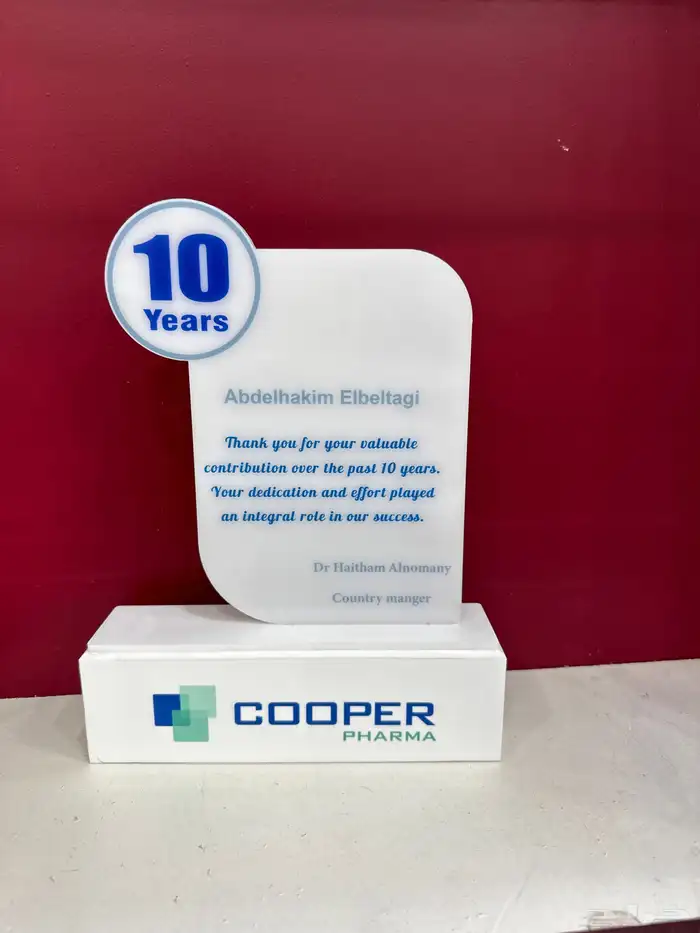 10
Years
Abdelhakim Elbeltagi
Thank you for your valuable
contribution over the past 10 years.
Your dedication and effort played
an integral role in our success.
Dr Haitham Alnomany
Country manger
COOPER
PHARMA